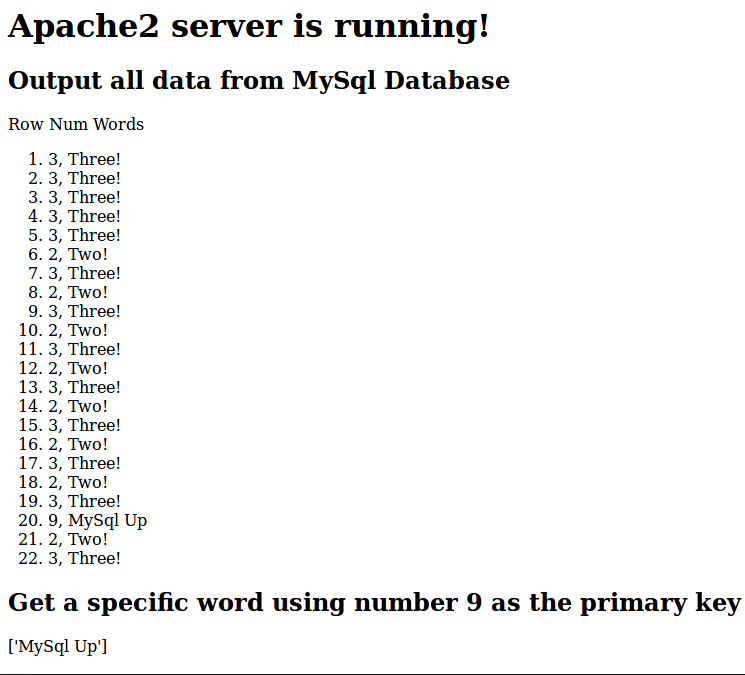 Apache2 server is running!
Output all data from MySql Database
Row Num Words
1. 3, Three!
2. 3, Three!
3. 3, Three!
4. 3, Three!
5. 3, Three!
6. 2, Two!
7. 3, Three!
8. 2, Two!
9. 3, Three!
10. 2, Two!
11. 3, Three!
12. 2, Two!
13. 3, Three!
14. 2, Two!
15. 3, Three!
16. 2, Two!
17. 3, Three!
18. 2, Two!
19. 3, Three!
20. 9, MySql Up
21. 2, Two!
22. 3, Three!
Get a specific word using number 9 as the primary key
['MySql Up']